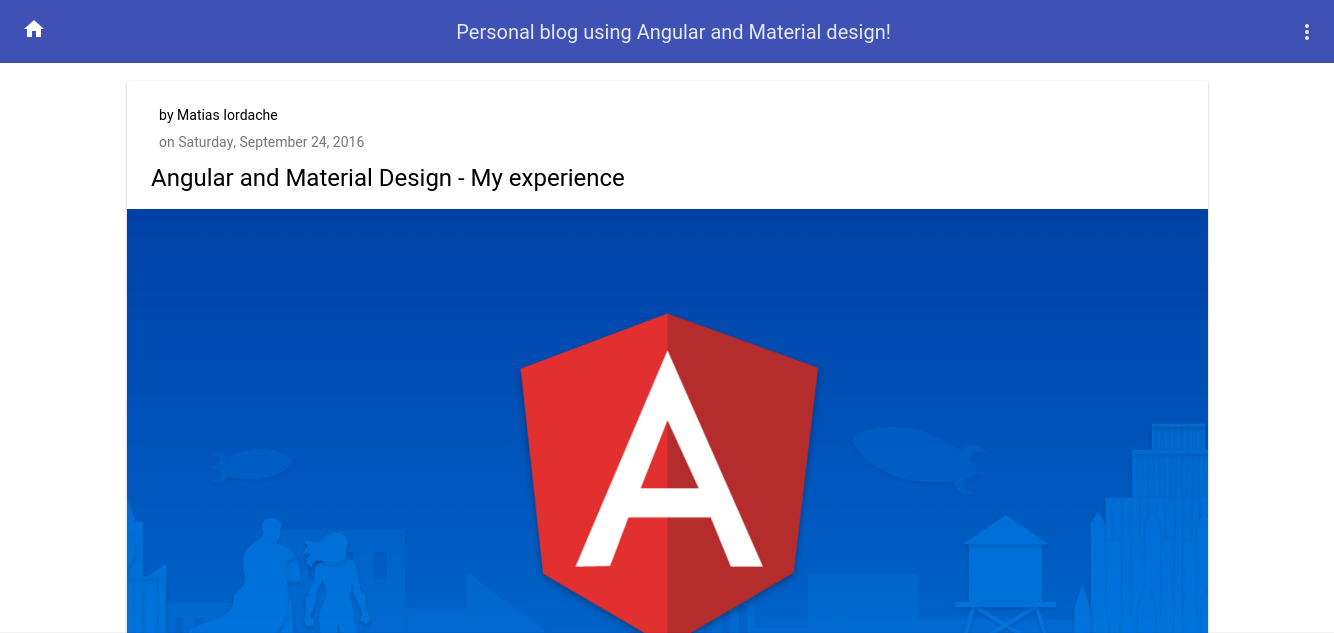 Personal blog using Angular and Material design!
by Matias Iordache
on Saturday, September 24, 2016
Angular and Material Design - My experience
A